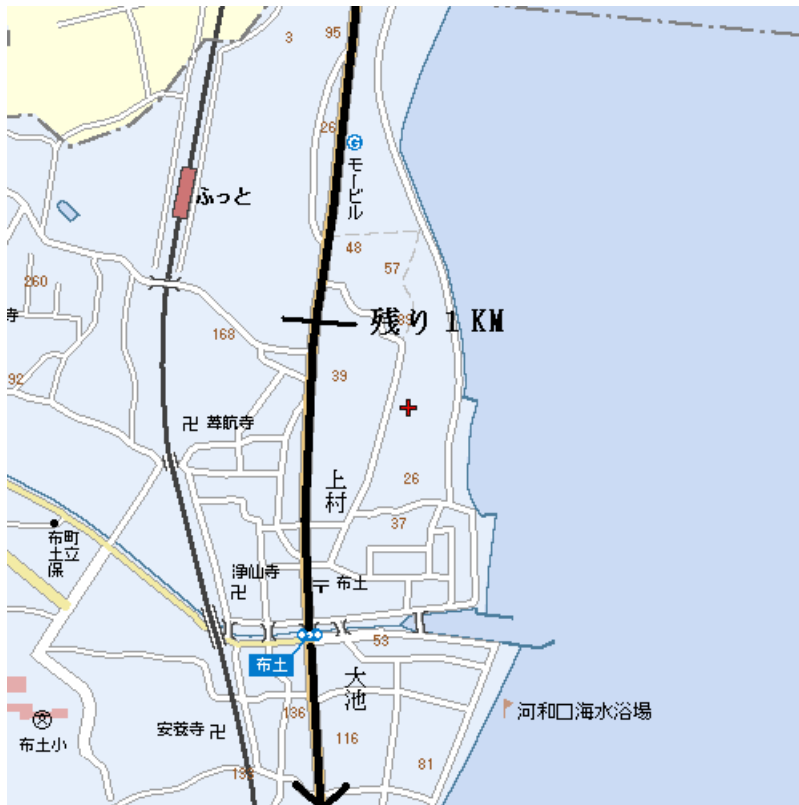 3
95
26
モービル
ふっと
48
57
260
寺
39
残り1KM
168
39
92
卍 尊航寺
26
上村
37
布土
町立保
浄仙寺
卍
〒布土
53
布土
大池
136
河和口海水浴場
安養寺卍
116
布土小
81